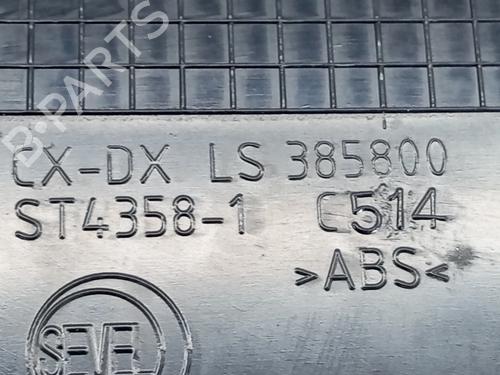 B-PARTS
CX-DX LS 385800
ST4358-1 C514
>ABS<
SEVEL